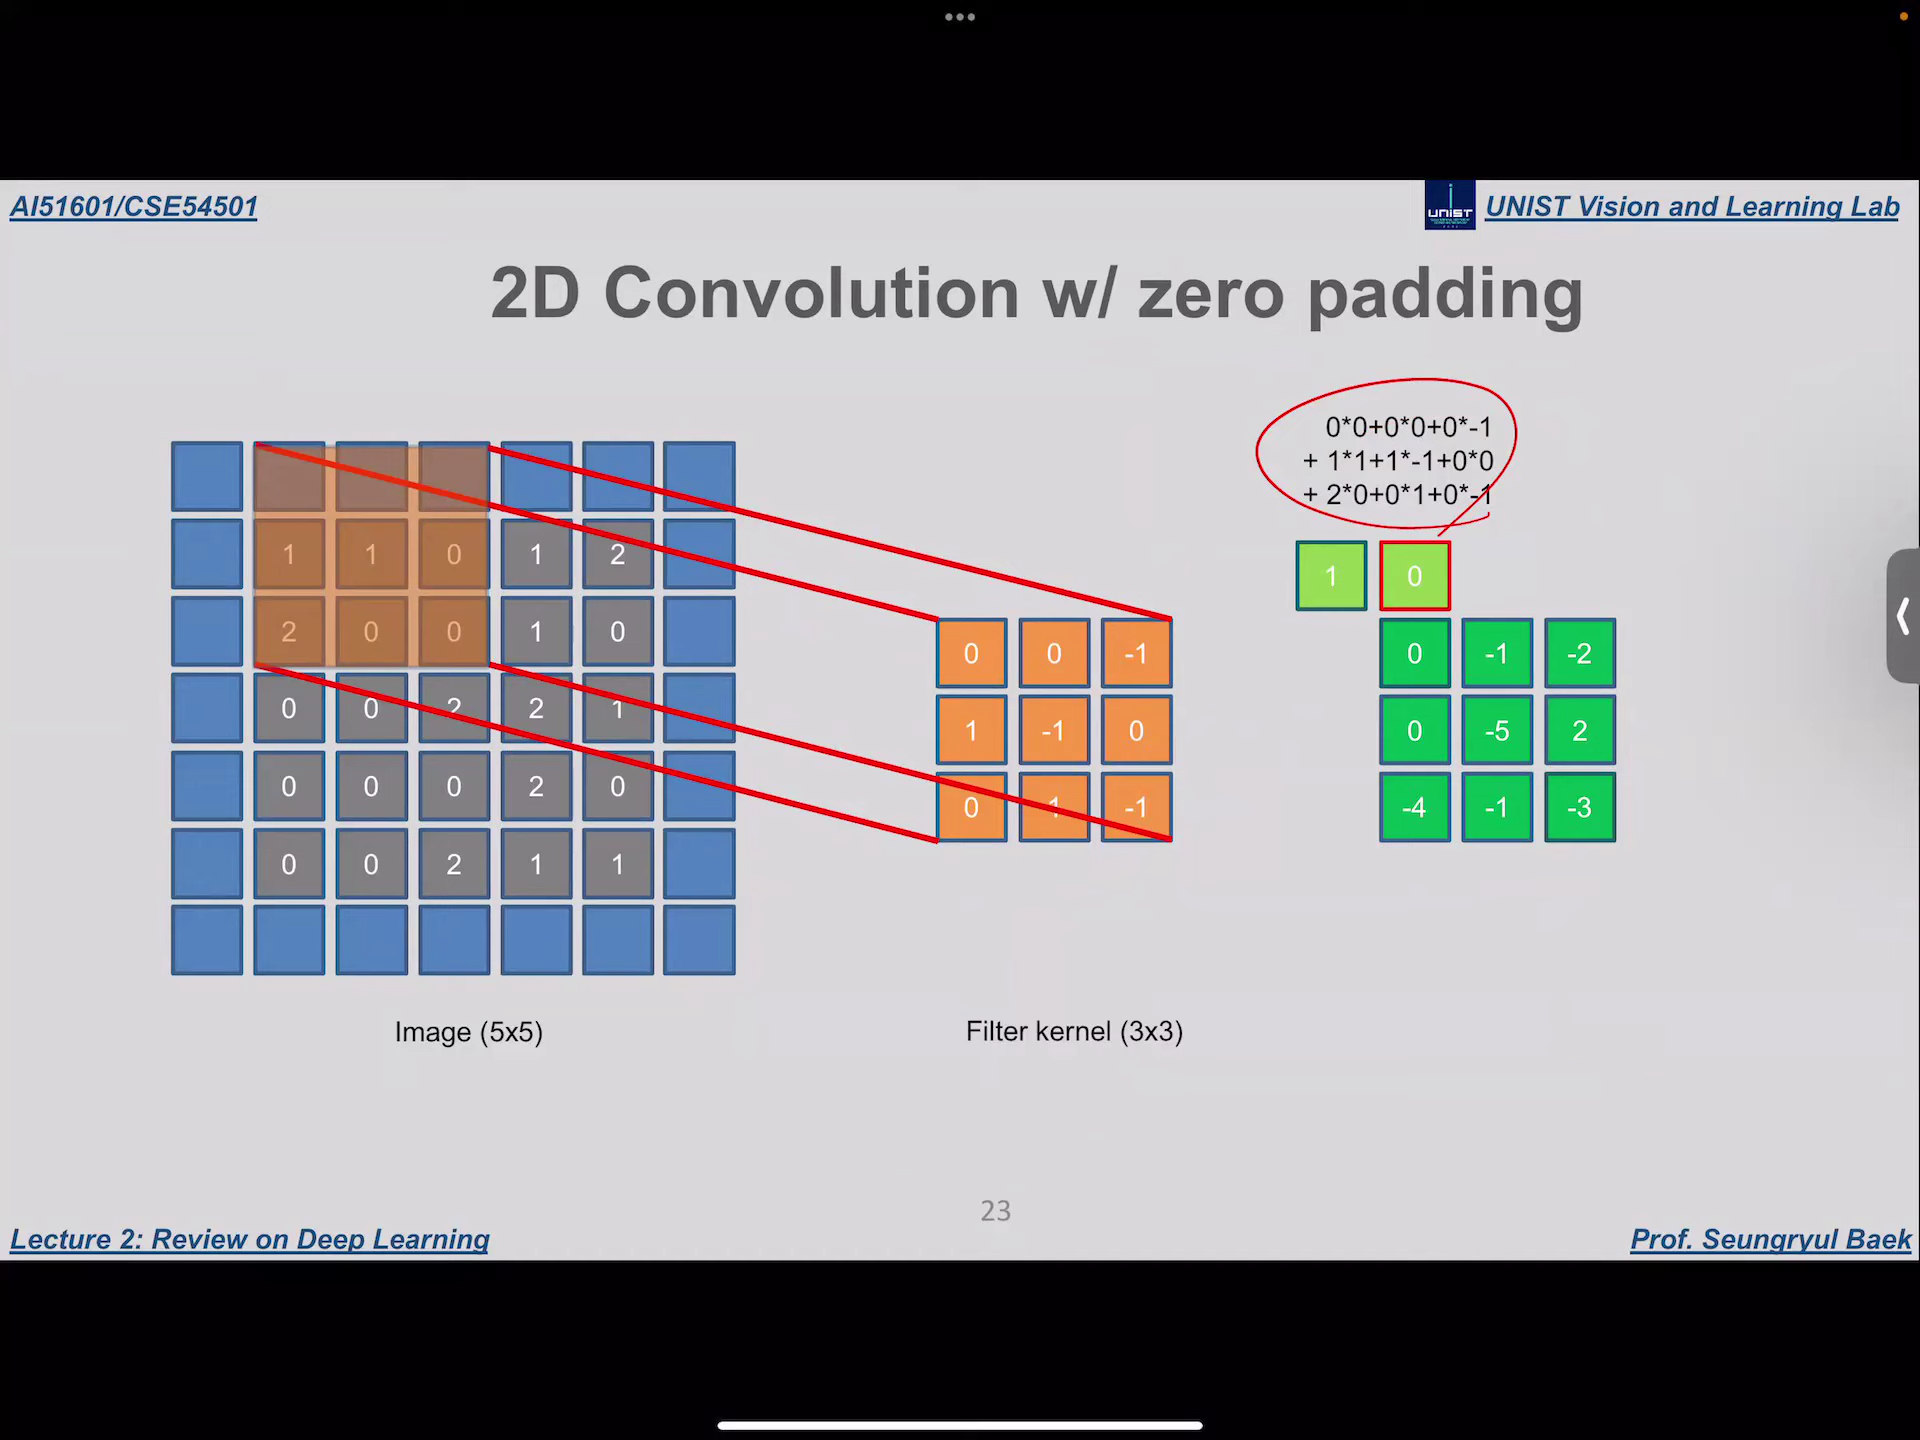 AI51601/CSE54501
UNIST
UNIST Vision and Learning Lab
2D Convolution w/ zero padding
0*0+0*0+0*-1
+ 1*1+1*-1+0*0
+ 2*0+0*1+0*-1
1 0
1 1 0 1 2
2 0 0 1 0
0 0 2 2 1
0 0 0 2 0
0 0 2 1 1
Image (5x5)
0 0 -1
1 -1 0
0 1 -1
Filter kernel (3x3)
0 -1 -2
0 -5 2
-4 -1 -3
23
Lecture 2: Review on Deep Learning
Prof. Seungryul Baek